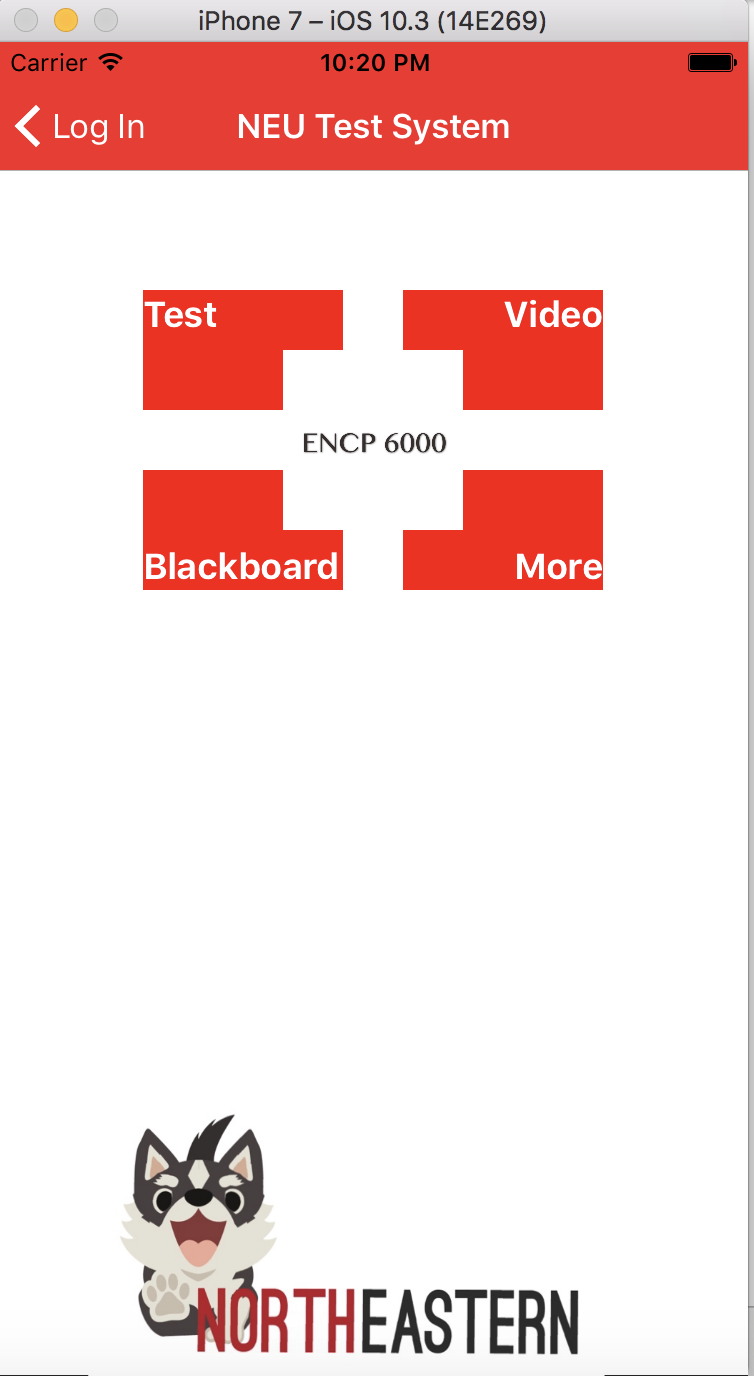 iPhone 7 – iOS 10.3 (14E269)
Carrier 10:20 PM
Log In NEU Test System
Test Video
ENCP 6000
Blackboard More
NORTHEASTERN